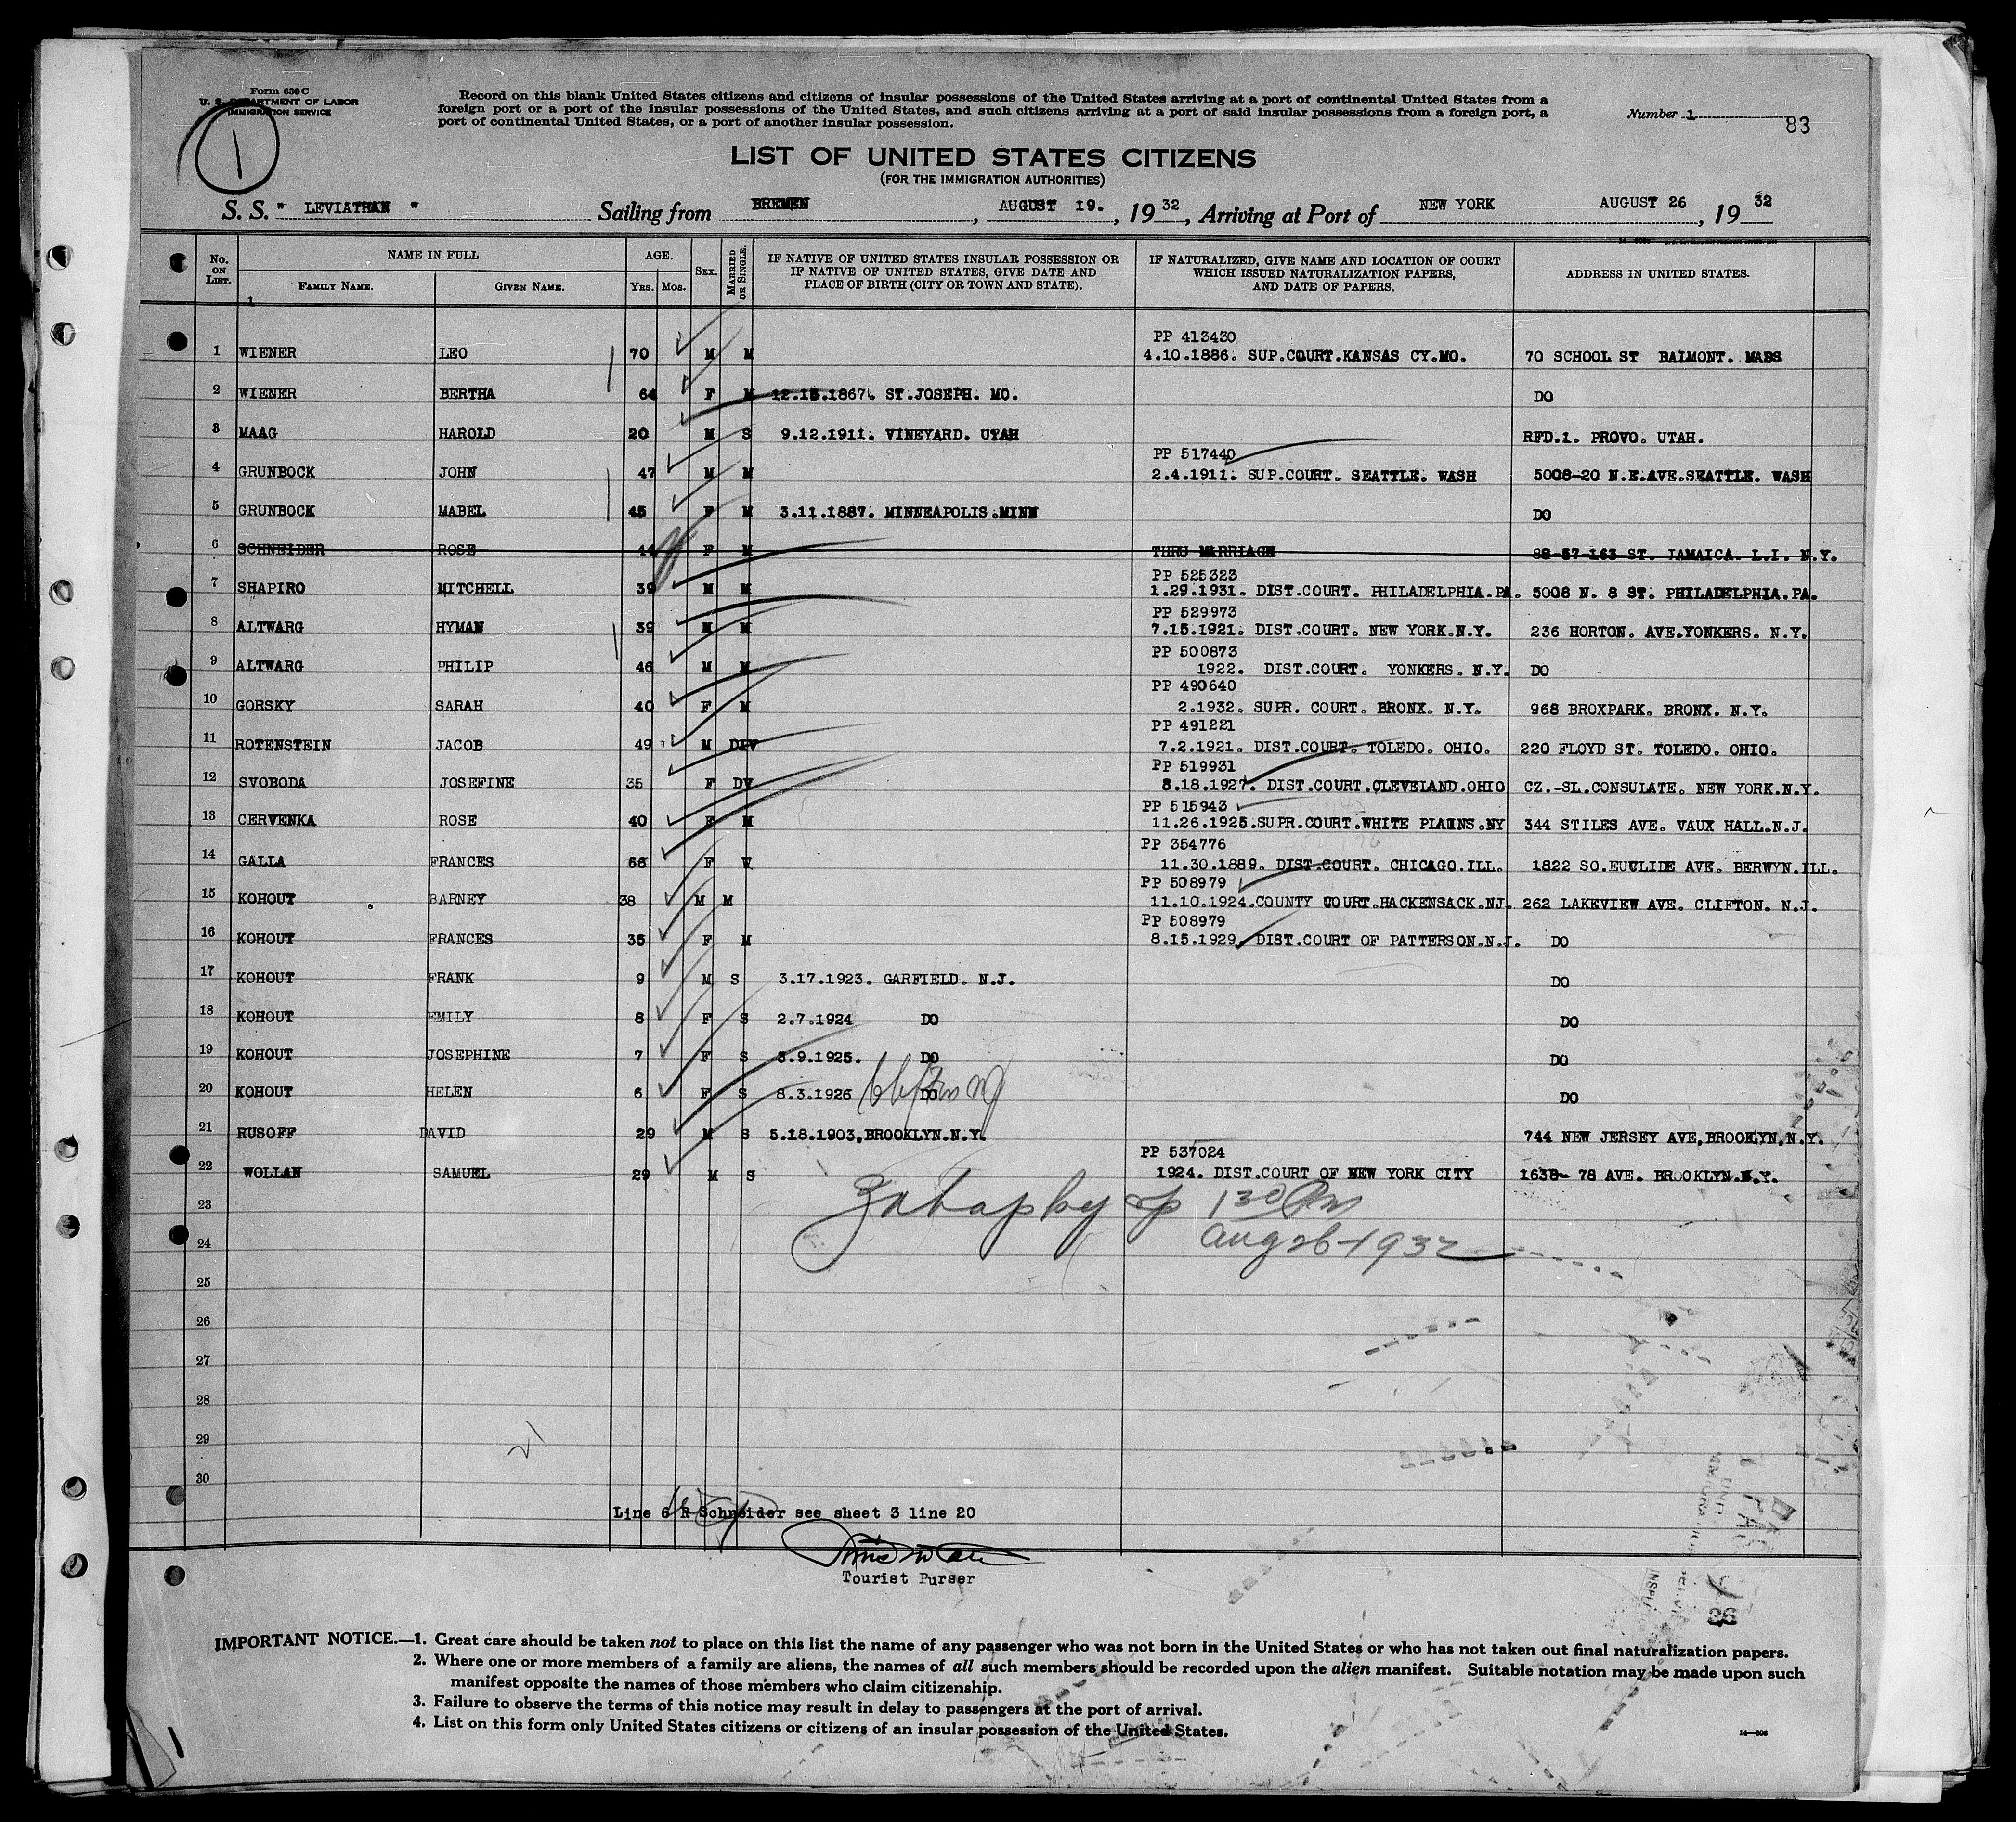 Form 630 C
U. S. DEPARTMENT OF LABOR
IMMIGRATION SERVICE
1
Record on this blank United States citizens and citizens of insular possessions of the United States arriving at a port of continental United States from a
foreign port or a port of the insular possessions of the United States, and such citizens arriving at a port of said insular possessions from a foreign port, a
port of continental United States, or a port of another insular possession.
Number 1
83
LIST OF UNITED STATES CITIZENS
(FOR THE IMMIGRATION AUTHORITIES)
S. S. " LEVIATHAN " Sailing from BREMEN, AUGUST 19., 1932, Arriving at Port of NEW YORK AUGUST 26, 1932
No. ON LIST. NAME IN FULL FAMILY NAME. GIVEN NAME. AGE. YRS. MOS. SEX. MARRIED OR SINGLE. IF NATIVE OF UNITED STATES INSULAR POSSESSION OR IF NATIVE OF UNITED STATES, GIVE DATE AND PLACE OF BIRTH (CITY OR TOWN AND STATE). IF NATURALIZED, GIVE NAME AND LOCATION OF COURT WHICH ISSUED NATURALIZATION PAPERS, AND DATE OF PAPERS. ADDRESS IN UNITED STATES.
1
PP 413430
1 WIENER LEO 70 M M 4.10.1886. SUP.COURT.KANSAS CY.MO. 70 SCHOOL ST BALMONT. MASS
2 WIENER BERTHA 64 F M 12.15.1867. ST.JOSEPH. MO. DO
3 MAAG HAROLD 20 M S 9.12.1911. VINEYARD. UTAH RFD.1. PROVO. UTAH.
PP 517440
4 GRUNBOCK JOHN 47 M M 2.4.1911. SUP.COURT. SEATTLE. WASH 5008-20 N.E.AVE.SEATTLE. WASH
5 GRUNBOCK MABEL 45 F M 3.11.1887. MINNEAPOLIS.MINN DO
6 SCHNEIDER ROSE 44 F M THRU MARRIAGE 88-57-163 ST. JAMAICA. L.I. N.Y.
PP 525323
7 SHAPIRO MITCHELL 39 M M 1.29.1931. DIST.COURT. PHILADELPHIA.PA. 5008 N. 8 ST. PHILADELPHIA.PA.
PP 529973
8 ALTWARG HYMAN 39 M M 7.15.1921. DIST.COURT. NEW YORK.N.Y. 236 HORTON. AVE.YONKERS. N.Y.
PP 500873
9 ALTWARG PHILIP 46 M M 1922. DIST.COURT. YONKERS. N.Y. DO
PP 490640
10 GORSKY SARAH 40 F M 2.1932. SUPR. COURT. BRONX. N.Y. 968 BROXPARK. BRONX. N.Y.
PP 491221
11 ROTENSTEIN JACOB 49 M DIV 7.2.1921. DIST.COURT. TOLEDO. OHIO. 220 FLOYD ST. TOLEDO. OHIO.
PP 519931
12 SVOBODA JOSEFINE 35 F DV 8.18.1927. DIST.COURT.CLEVELAND.OHIO CZ.-SL.CONSULATE. NEW YORK.N.Y.
PP 515943
13 CERVENKA ROSE 40 F M 11.26.1925.SUPR.COURT.WHITE PLAINS.NY 344 STILES AVE. VAUX HALL.N.J.
PP 354776
14 GALLA FRANCES 66 F V 11.30.1889. DIST.COURT. CHICAGO.ILL. 1822 SO.EUCLIDE AVE. BERWYN.ILL.
PP 508979
15 KOHOUT BARNEY 38 M M 11.10.1924.COUNTY COURT.HACKENSACK.NJ. 262 LAKEVIEW AVE. CLIFTON. N.J.
PP 508979
16 KOHOUT FRANCES 35 F M 8.15.1929. DIST.COURT OF PATTERSON.N.J. DO
17 KOHOUT FRANK 9 M S 3.17.1923. GARFIELD. N.J. DO
18 KOHOUT EMILY 8 F S 2.7.1924 DO DO
19 KOHOUT JOSEPHINE 7 F S 3.9.1925. DO DO
20 KOHOUT HELEN 6 F S 8.3.1926 DO DO
21 RUSOFF DAVID 29 M S 5.18.1903.BROOKLYN.N.Y. 744 NEW JERSEY AVE,BROOKLYN,N.Y.
PP 537024
22 WOLLAN SAMUEL 29 M S 1924. DIST.COURT OF NEW YORK CITY 1638- 78 AVE. BROOKLYN.N.Y.
23
130 Pm
24
Aug 26-1932
25
26
27
28
29
21
30
Line 6 R Schneider see sheet 3 line 20
Tourist Purser
26
IMPORTANT NOTICE.—1. Great care should be taken not to place on this list the name of any passenger who was not born in the United States or who has not taken out final naturalization papers.
2. Where one or more members of a family are aliens, the names of all such members should be recorded upon the alien manifest. Suitable notation may be made upon such
manifest opposite the names of those members who claim citizenship.
3. Failure to observe the terms of this notice may result in delay to passengers at the port of arrival.
4. List on this form only United States citizens or citizens of an insular possession of the United States.
14—808